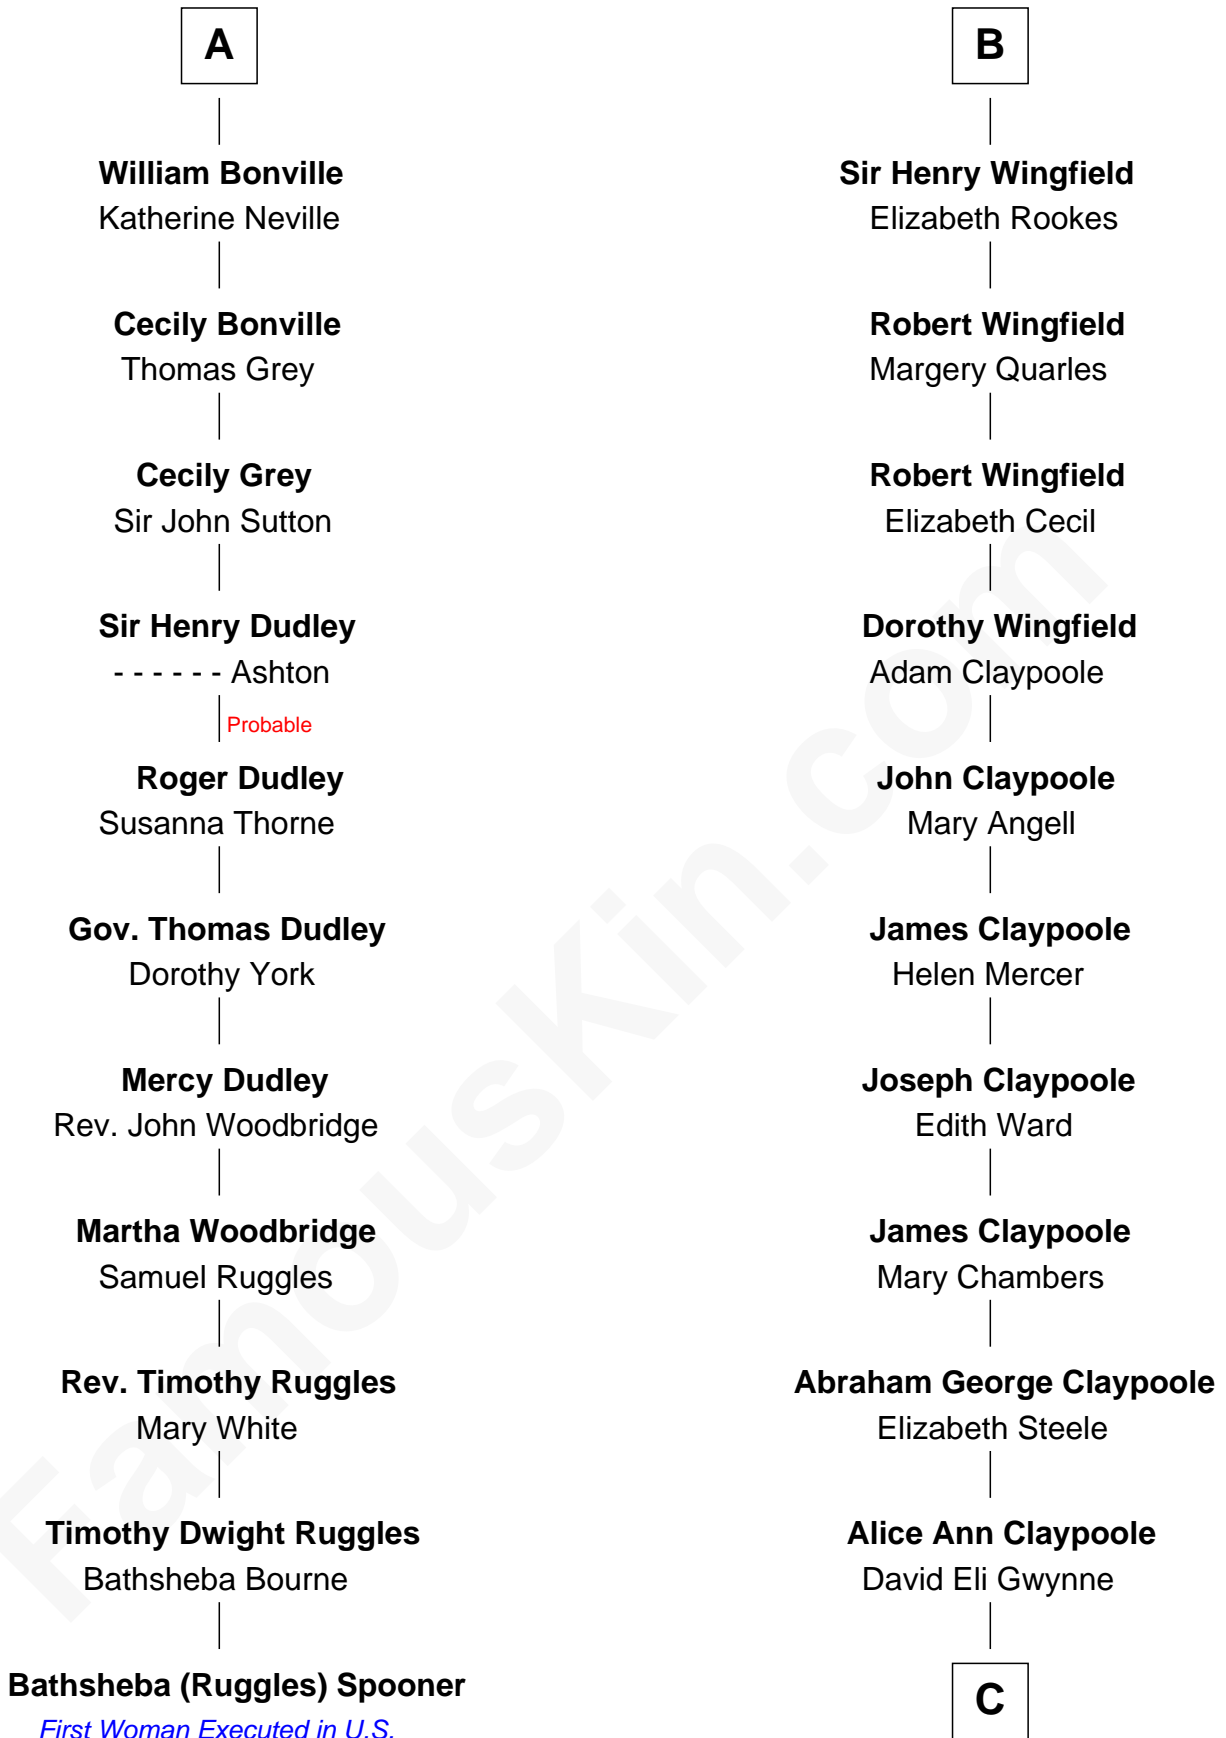 A
William Bonville
Katherine Neville
Cecily Bonville
Thomas Grey
Cecily Grey
Sir John Sutton
Sir Henry Dudley
- - - - - - Ashton
Probable
Roger Dudley
Susanna Thorne
Gov. Thomas Dudley
Dorothy York
Mercy Dudley
Rev. John Woodbridge
Martha Woodbridge
Samuel Ruggles
Rev. Timothy Ruggles
Mary White
Timothy Dwight Ruggles
Bathsheba Bourne
Bathsheba (Ruggles) Spooner
First Woman Executed in U.S.
B
Sir Henry Wingfield
Elizabeth Rookes
Robert Wingfield
Margery Quarles
Robert Wingfield
Elizabeth Cecil
Dorothy Wingfield
Adam Claypoole
John Claypoole
Mary Angell
James Claypoole
Helen Mercer
Joseph Claypoole
Edith Ward
James Claypoole
Mary Chambers
Abraham George Claypoole
Elizabeth Steele
Alice Ann Claypoole
David Eli Gwynne
C
FamousKin.com